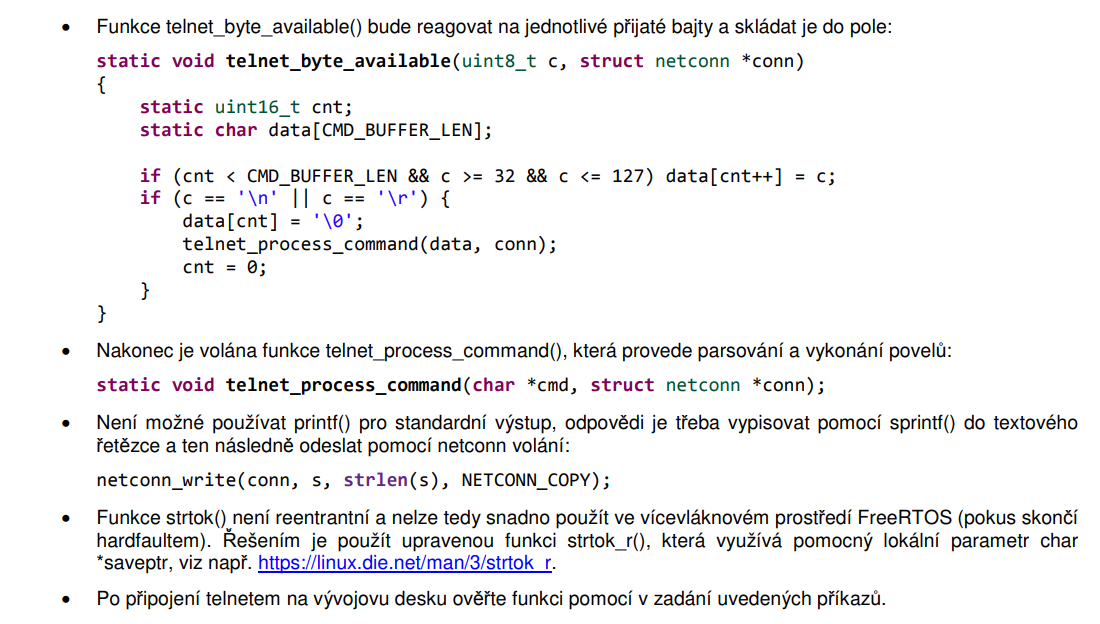 • Funkce telnet_byte_available() bude reagovat na jednotlivé přijaté bajty a skládat je do pole:
static void telnet_byte_available(uint8_t c, struct netconn *conn)
{
    static uint16_t cnt;
    static char data[CMD_BUFFER_LEN];

    if (cnt < CMD_BUFFER_LEN && c >= 32 && c <= 127) data[cnt++] = c;
    if (c == '\n' || c == '\r') {
        data[cnt] = '\0';
        telnet_process_command(data, conn);
        cnt = 0;
    }
}
• Nakonec je volána funkce telnet_process_command(), která provede parsování a vykonání povelů:
static void telnet_process_command(char *cmd, struct netconn *conn);
• Není možné používat printf() pro standardní výstup, odpovědi je třeba vypisovat pomocí sprintf() do textového
řetězce a ten následně odeslat pomocí netconn volání:
netconn_write(conn, s, strlen(s), NETCONN_COPY);
• Funkce strtok() není reentrantní a nelze tedy snadno použít ve vícevláknovém prostředí FreeRTOS (pokus skončí
hardfaultem). Řešením je použít upravenou funkci strtok_r(), která využívá pomocný lokální parametr char
*saveptr, viz např. https://linux.die.net/man/3/strtok_r.
• Po připojení telnetem na vývojovu desku ověřte funkci pomocí v zadání uvedených příkazů.